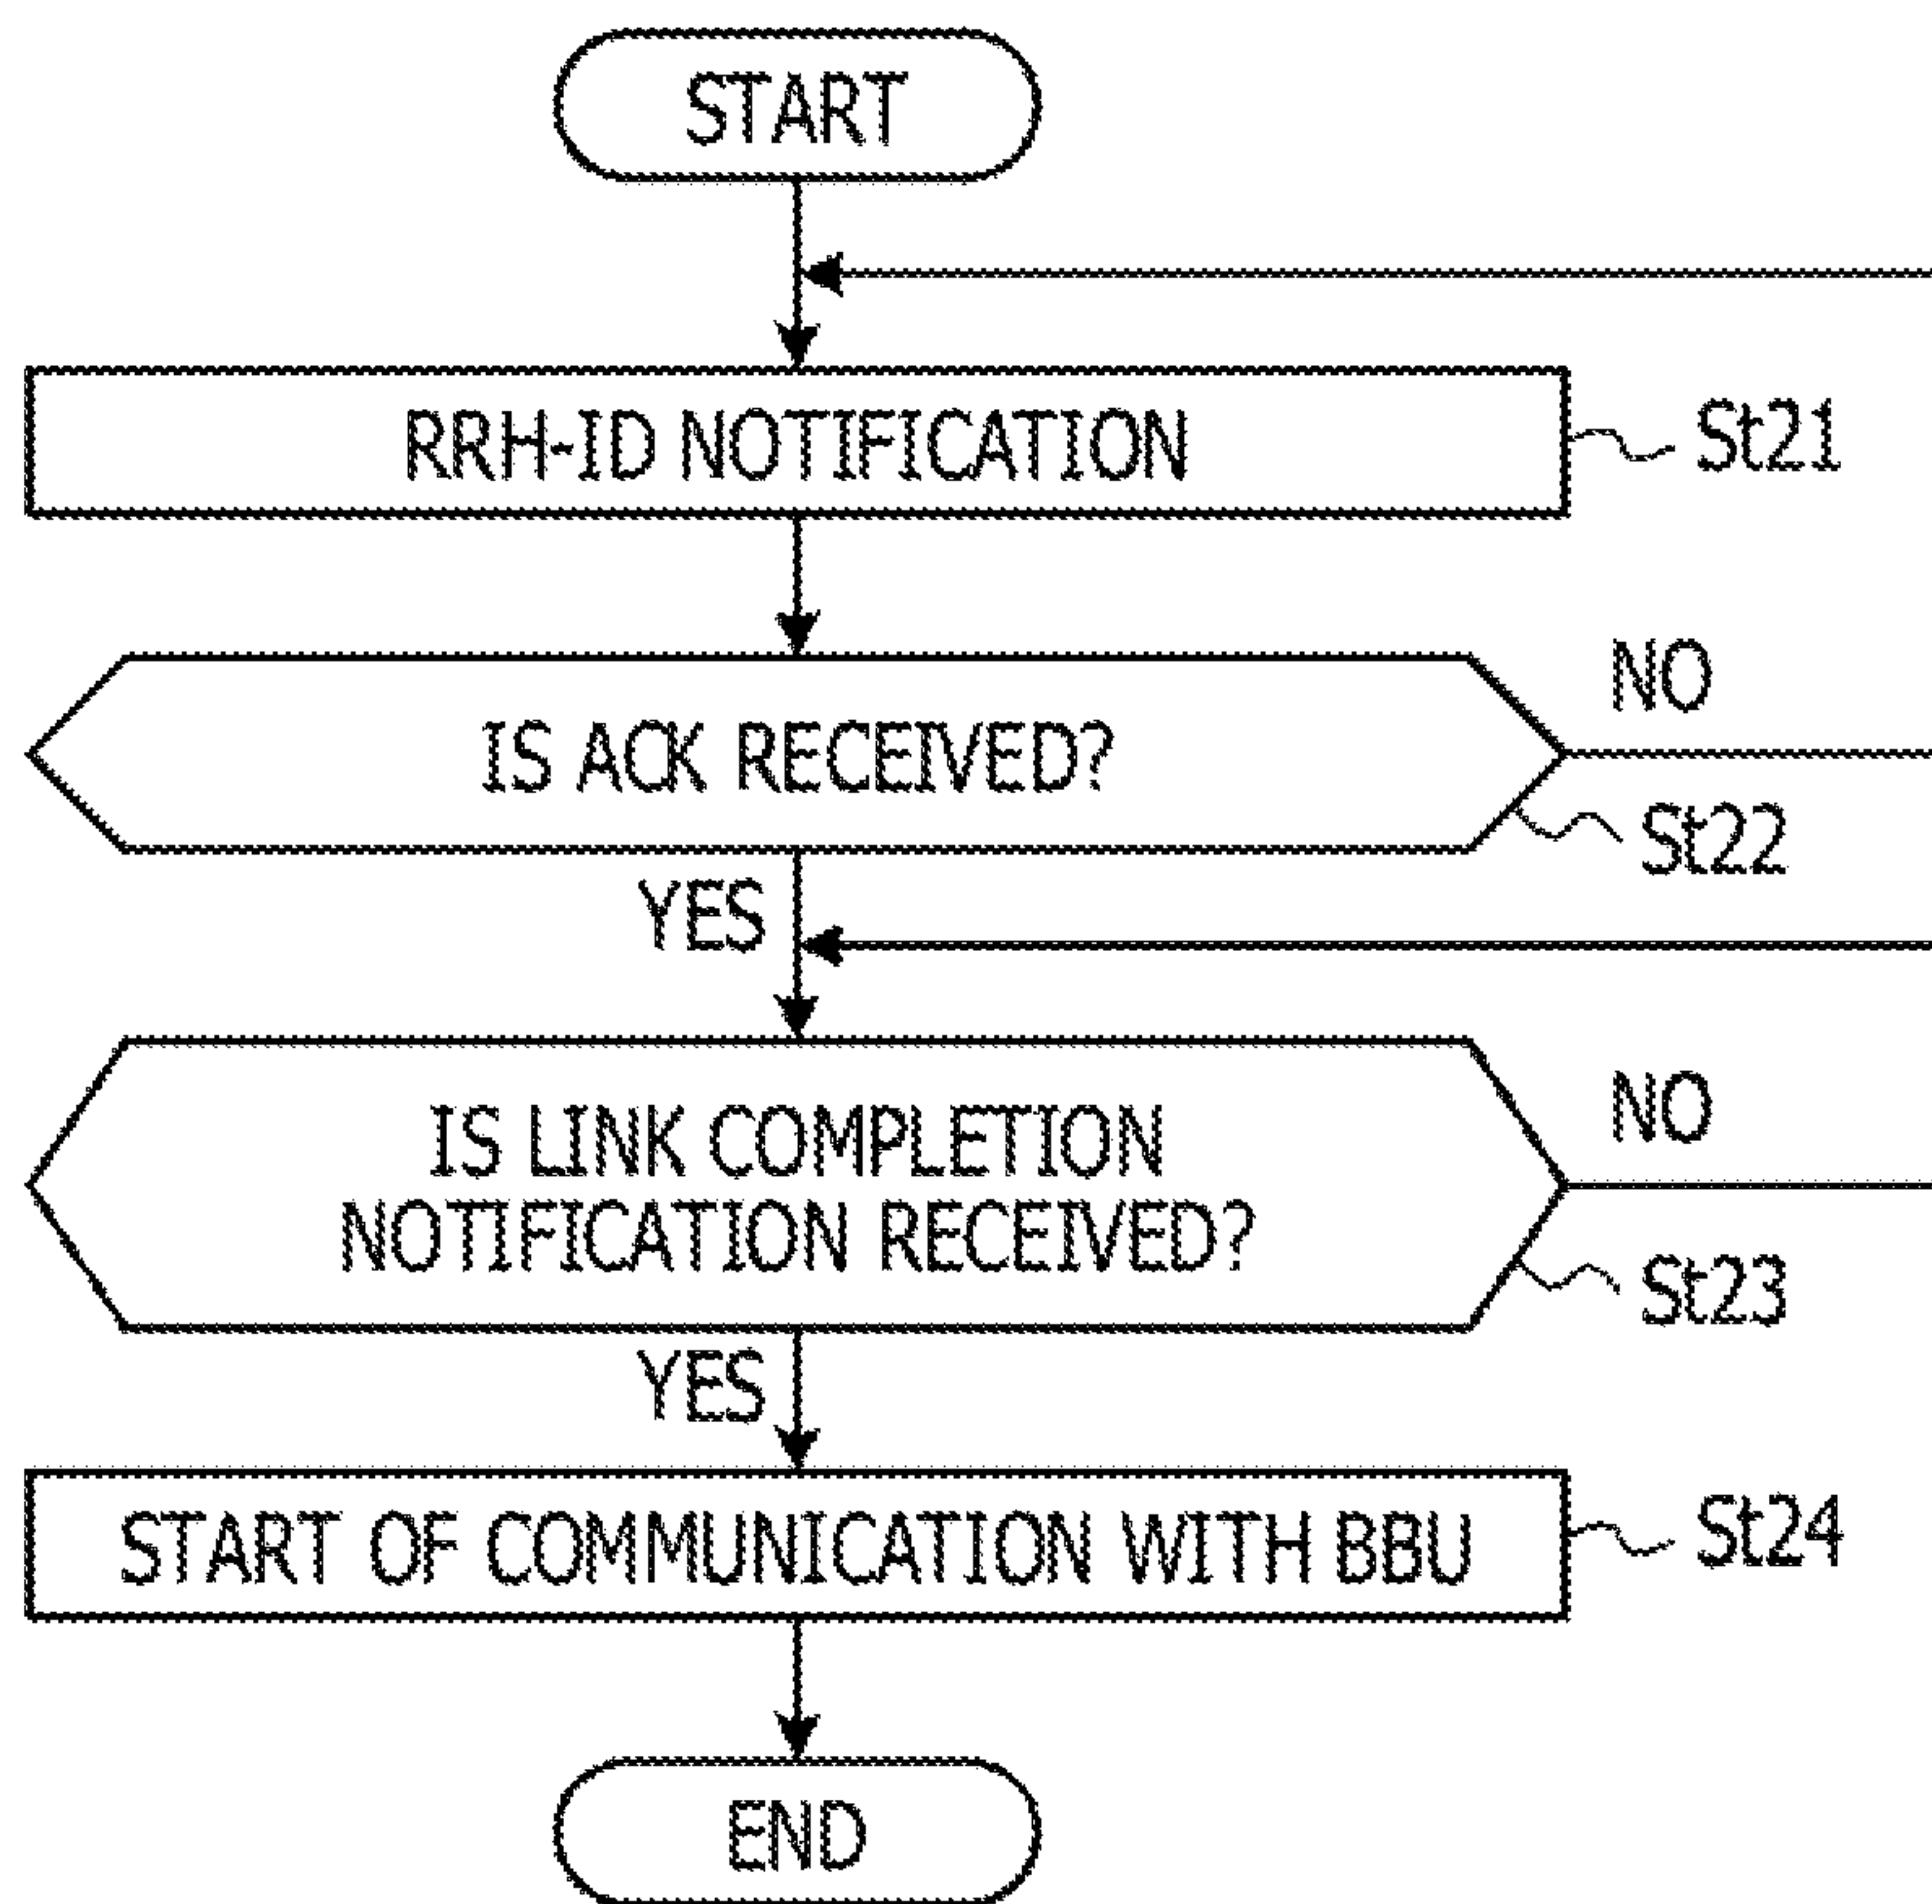 START
RRH-ID NOTIFICATION
St21
IS ACK RECEIVED?
NO
St22
YES
IS LINK COMPLETION
NOTIFICATION RECEIVED?
NO
St23
YES
START OF COMMUNICATION WITH BBU
St24
END